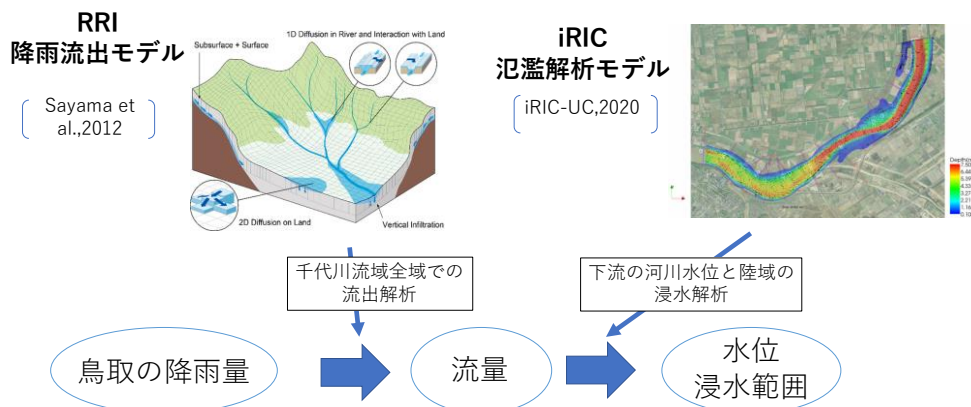 RRI
降雨流出モデル
Sayama et
al.,2012
Subsurface + Surface
1D Diffusion in River and Interaction with Land
2D Diffusion on Land
Vertical Infiltration
iRIC
氾濫解析モデル
iRIC-UC,2020
千代川流域全域での
流出解析
下流の河川水位と陸域の
浸水解析
鳥取の降雨量
流量
水位
浸水範囲